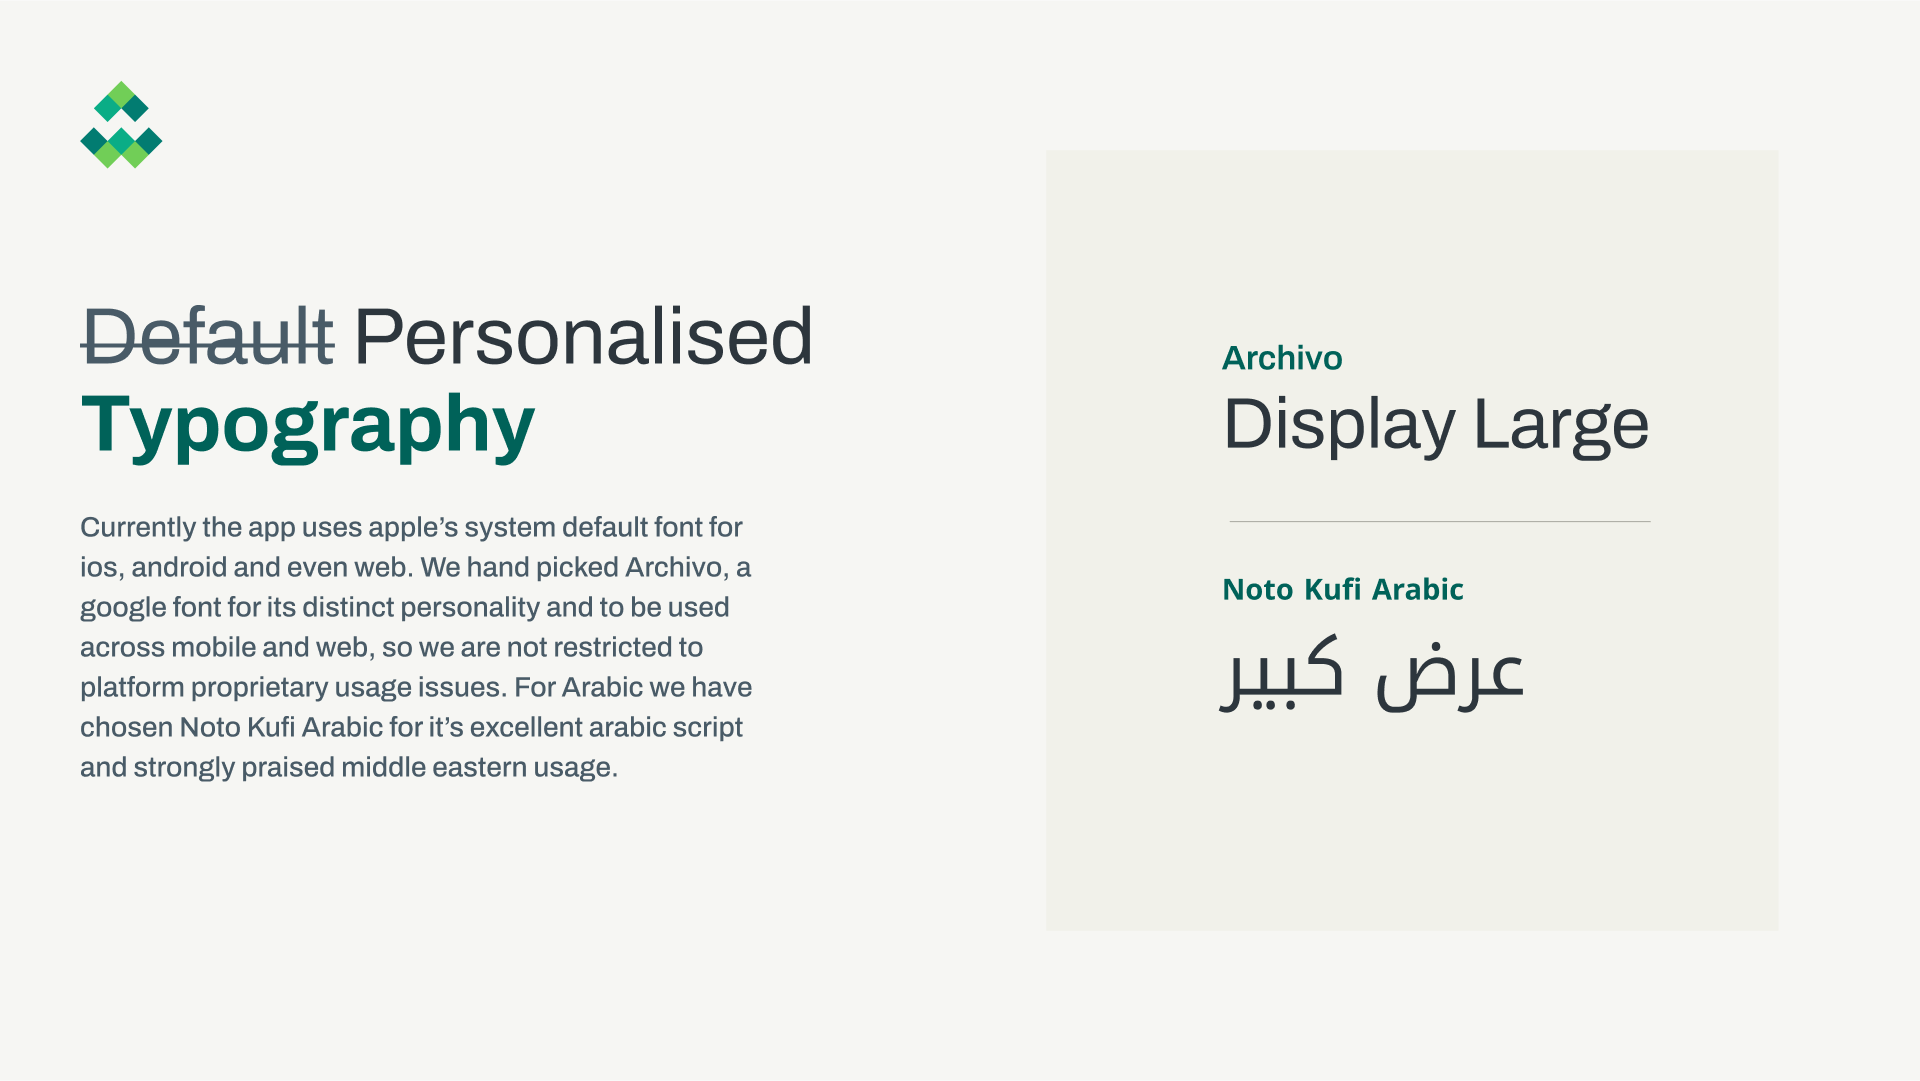 Default Personalised
Typography
Currently the app uses apple’s system default font for
ios, android and even web. We hand picked Archivo, a
google font for its distinct personality and to be used
across mobile and web, so we are not restricted to
platform proprietary usage issues. For Arabic we have
chosen Noto Kufi Arabic for it’s excellent arabic script
and strongly praised middle eastern usage.
Archivo
Display Large
Noto Kufi Arabic
عرض كبيير